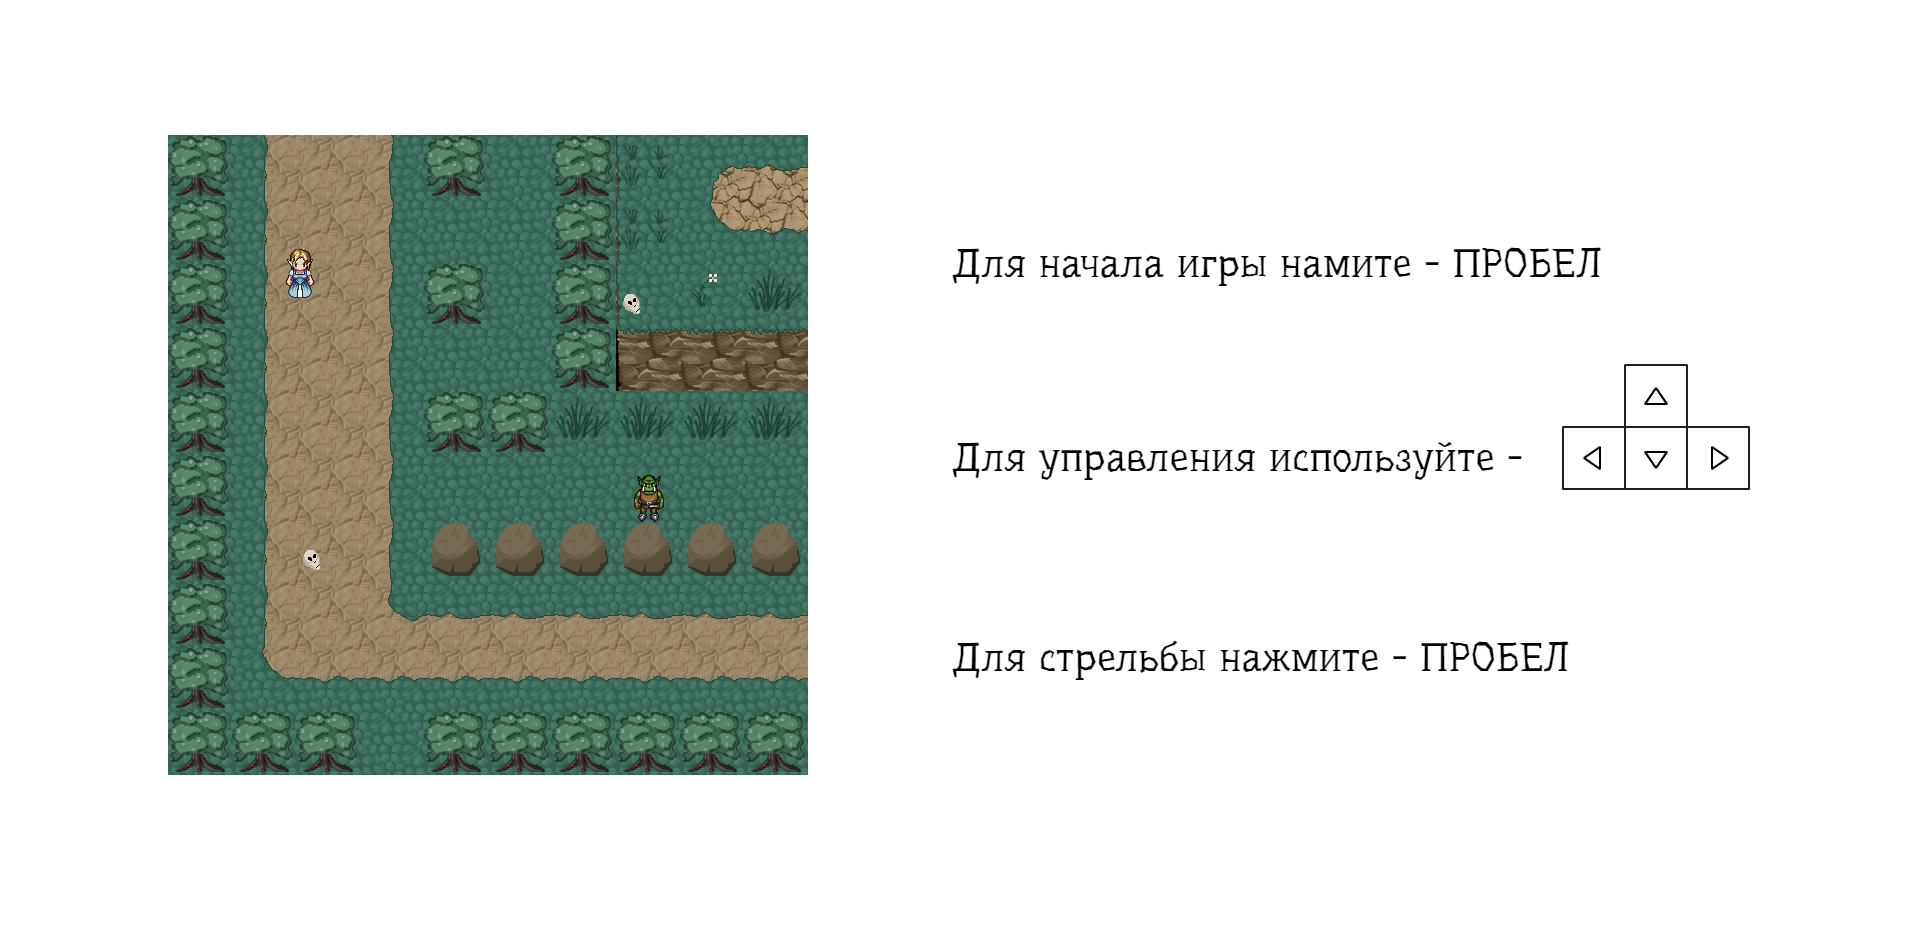 Для начала игры намите - ПРОБЕЛ
Для управления используйте -
Для стрельбы нажмите - ПРОБЕЛ